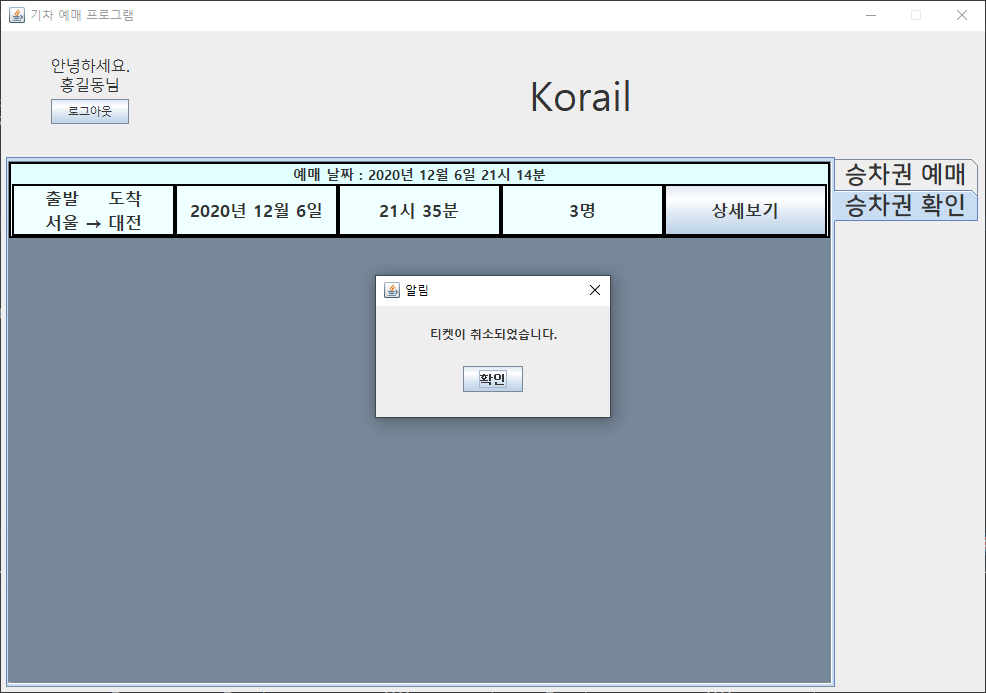 기차 예매 프로그램
안녕하세요.
홍길동님
로그아웃
Korail
승차권 예매
승차권 확인
예매 날짜 : 2020년 12월 6일 21시 14분
출발 도착
서울 → 대전
2020년 12월 6일
21시 35분
3명
상세보기
알림
티켓이 취소되었습니다.
확인